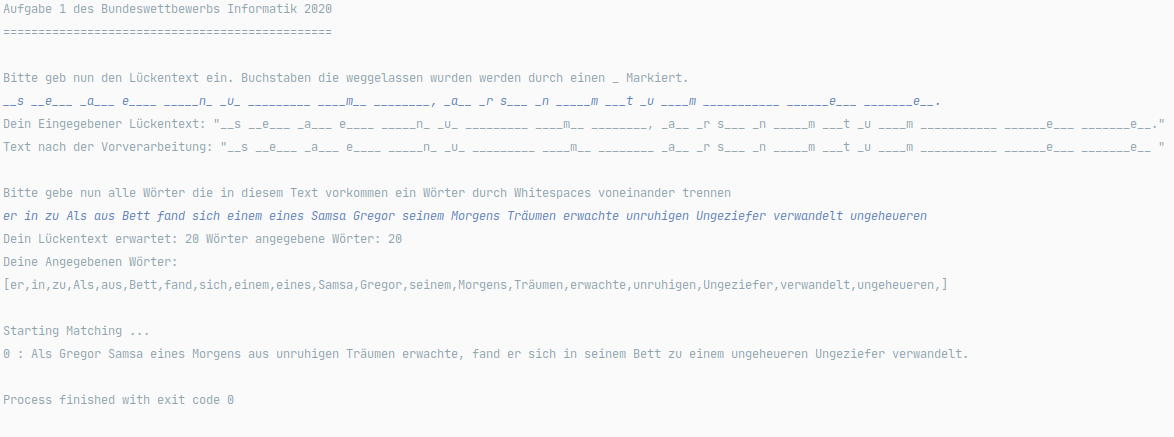 Aufgabe 1 des Bundeswettbewerbs Informatik 2020
===============================================
Bitte geb nun den Lückentext ein. Buchstaben die weggelassen wurden werden durch einen _ Markiert.
__s __e___ _a___ e____ _____n_ _u_ _________ ____m__ ________, _a__ _r s___ _n _____m ___t _u ____m ___________ ______e___ _______e__.
Dein Eingegebener Lückentext: "__s __e___ _a___ e____ _____n_ _u_ _________ ____m__ ________, _a__ _r s___ _n _____m ___t _u ____m ___________ ______e___ _______e__."
Text nach der Vorverarbeitung: "__s __e___ _a___ e____ _____n_ _u_ _________ ____m__ ________ _a__ _r s___ _n _____m ___t _u ____m ___________ ______e___ _______e__ "
Bitte gebe nun alle Wörter die in diesem Text vorkommen ein Wörter durch Whitespaces voneinander trennen
er in zu Als aus Bett fand sich einem eines Samsa Gregor seinem Morgens Träumen erwachte unruhigen Ungeziefer verwandelt ungeheueren
Dein Lückentext erwartet: 20 Wörter angegebene Wörter: 20
Deine Angegebenen Wörter:
[er,in,zu,Als,aus,Bett,fand,sich,einem,eines,Samsa,Gregor,seinem,Morgens,Träumen,erwachte,unruhigen,Ungeziefer,verwandelt,ungeheueren,]
Starting Matching ...
0 : Als Gregor Samsa eines Morgens aus unruhigen Träumen erwachte, fand er sich in seinem Bett zu einem ungeheueren Ungeziefer verwandelt.
Process finished with exit code 0